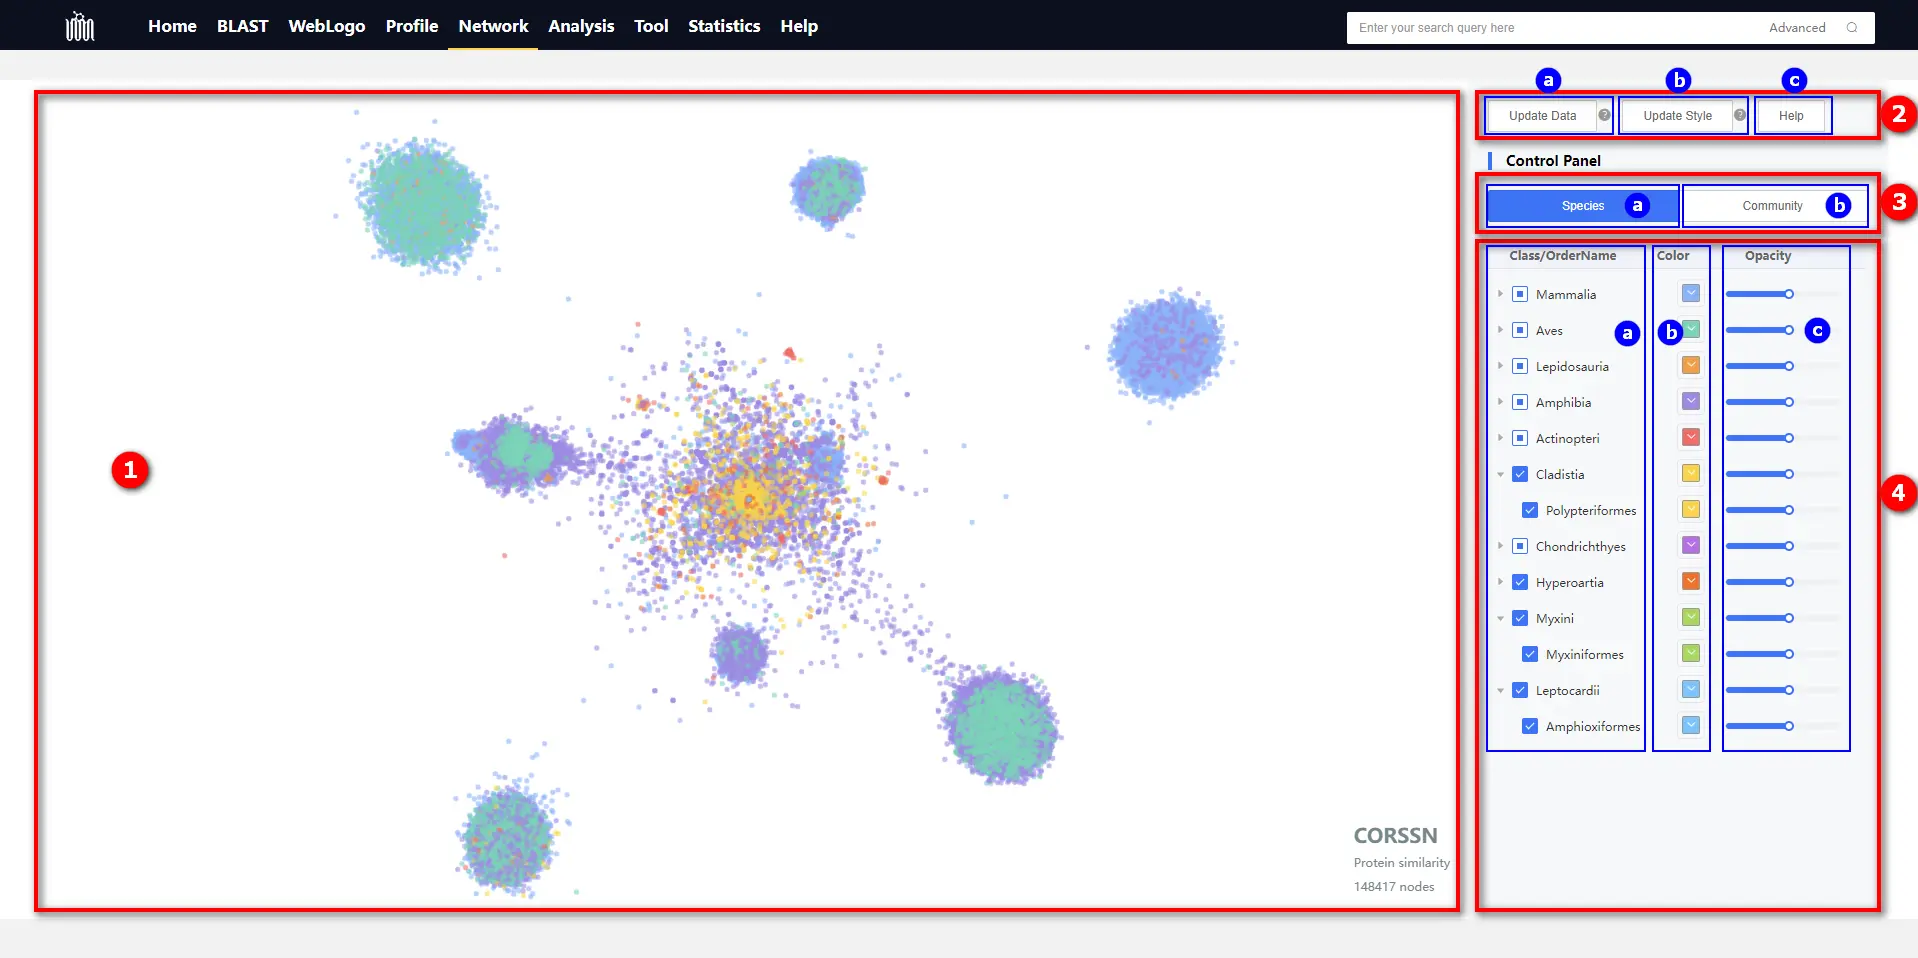 Home BLAST WebLogo Profile Network Analysis Tool Statistics Help
Enter your search query here Advanced
a b c
Update Data ? Update Style ? Help 2
Control Panel
Species a Community b 3
Class/OrderName Color Opacity
Mammalia
Aves a b c
Lepidosauria
Amphibia
Actinopteri
1
Cladistia
4
Polypteriformes
Chondrichthyes
Hyperoartia
Myxini
Myxiniformes
Leptocardii
Amphioxiformes
CORSSN
Protein similarity
148417 nodes